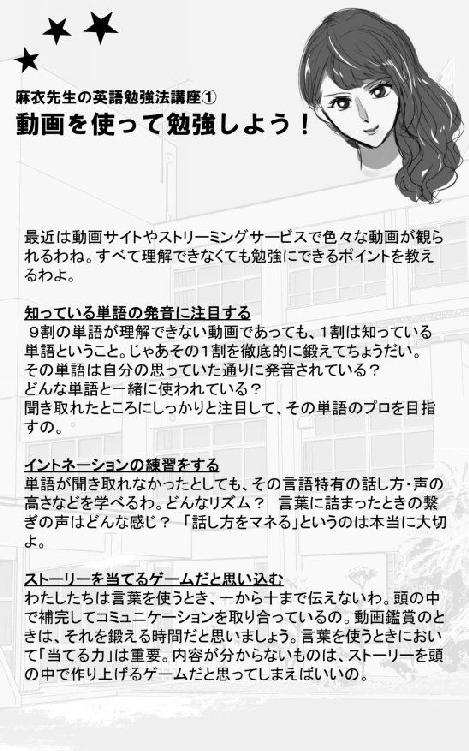 麻衣先生の英語勉強法講座①
動画を使って勉強しよう！
最近は動画サイトやストリーミングサービスで色々な動画が観ら
れるわね。すべて理解できなくても勉強にできるポイントを教え
るわよ。
知っている単語の発音に注目する
９割の単語が理解できない動画であっても、１割は知っている
単語ということ。じゃあその１割を徹底的に鍛えてちょうだい。
その単語は自分の思っていた通りに発音されている？
どんな単語と一緒に使われている？
聞き取れたところにしっかりと注目して、その単語のプロを目指
すの。
イントネーションの練習をする
単語が聞き取れなかったとしても、その言語特有の話し方・声の
高さなどを学べるわ。どんなリズム？　言葉に詰まったときの繋
ぎの声はどんな感じ？　「話し方をマネる」というのは本当に大切
よ。
ストーリーを当てるゲームだと思い込む
わたしたちは言葉を使うとき、一から十まで伝えないわ。頭の中
で補完してコミュニケーションを取り合っているの。動画鑑賞のと
きは、それを鍛える時間だと思いましょう。言葉を使うときにおい
て「当てる力」は重要。内容が分からないものは、ストーリーを頭
の中で作り上げるゲームだと思ってしまえばいいの。